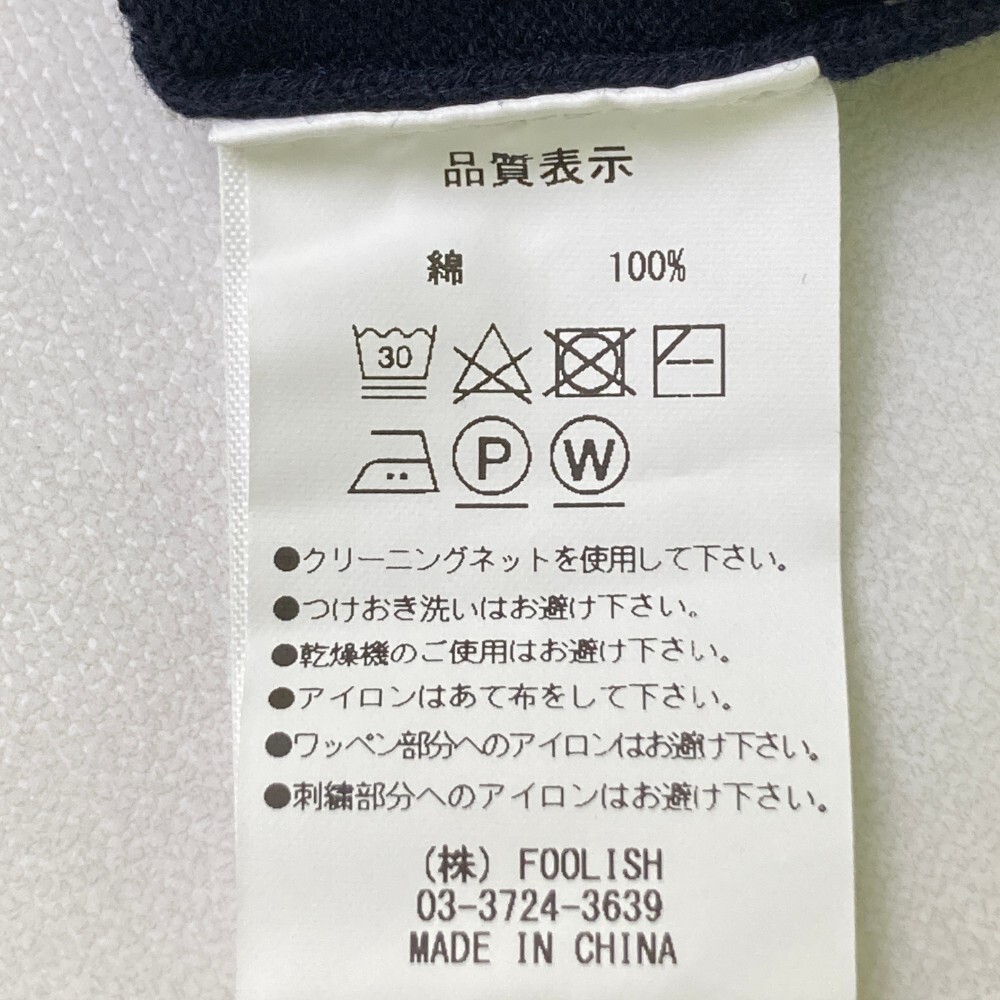 品質表示
綿 100%
30
P W
●クリーニングネットを使用して下さい。
●つけおき洗いはお避け下さい。
●乾燥機のご使用はお避け下さい。
●アイロンはあて布をして下さい。
●ワッペン部分へのアイロンはお避け下さい。
●刺繍部分へのアイロンはお避け下さい。
(株) FOOLISH
03-3724-3639
MADE IN CHINA